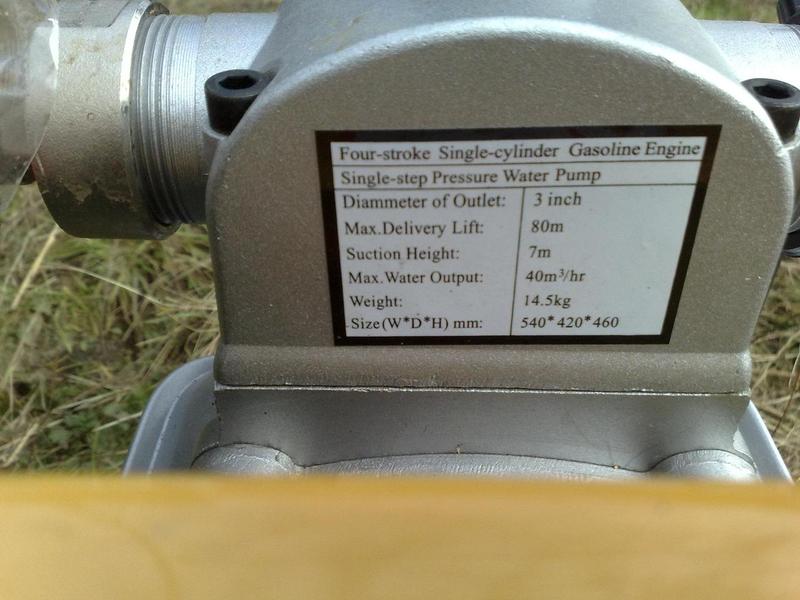 Four-stroke Single-cylinder Gasoline Engine
Single-step Pressure Water Pump
Diammeter of Outlet: 3 inch
Max.Delivery Lift: 80m
Suction Height: 7m
Max.Water Output: 40m³/hr
Weight: 14.5kg
Size(W*D*H) mm: 540*420*460